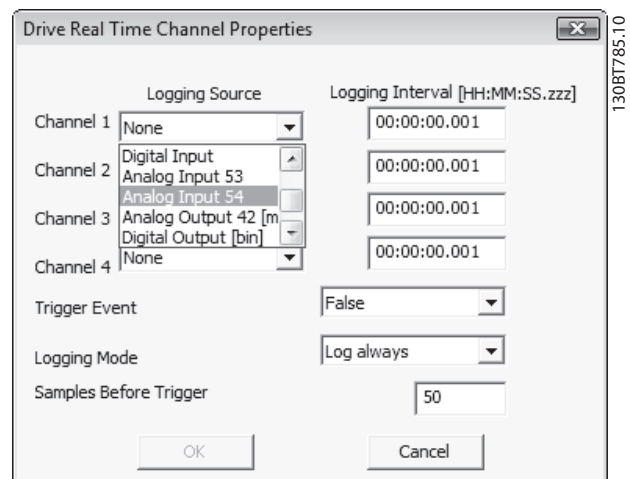 Drive Real Time Channel Properties
130BT785.10
Logging Source
Logging Interval [HH:MM:SS.zzz]
Channel 1
None
00:00:00.001
Digital Input
Channel 2
Analog Input 53
00:00:00.001
Analog Input 54
Channel 3
Analog Output 42 [m
00:00:00.001
Digital Output [bin]
Channel 4
None
00:00:00.001
Trigger Event
False
Logging Mode
Log always
Samples Before Trigger
50
OK
Cancel